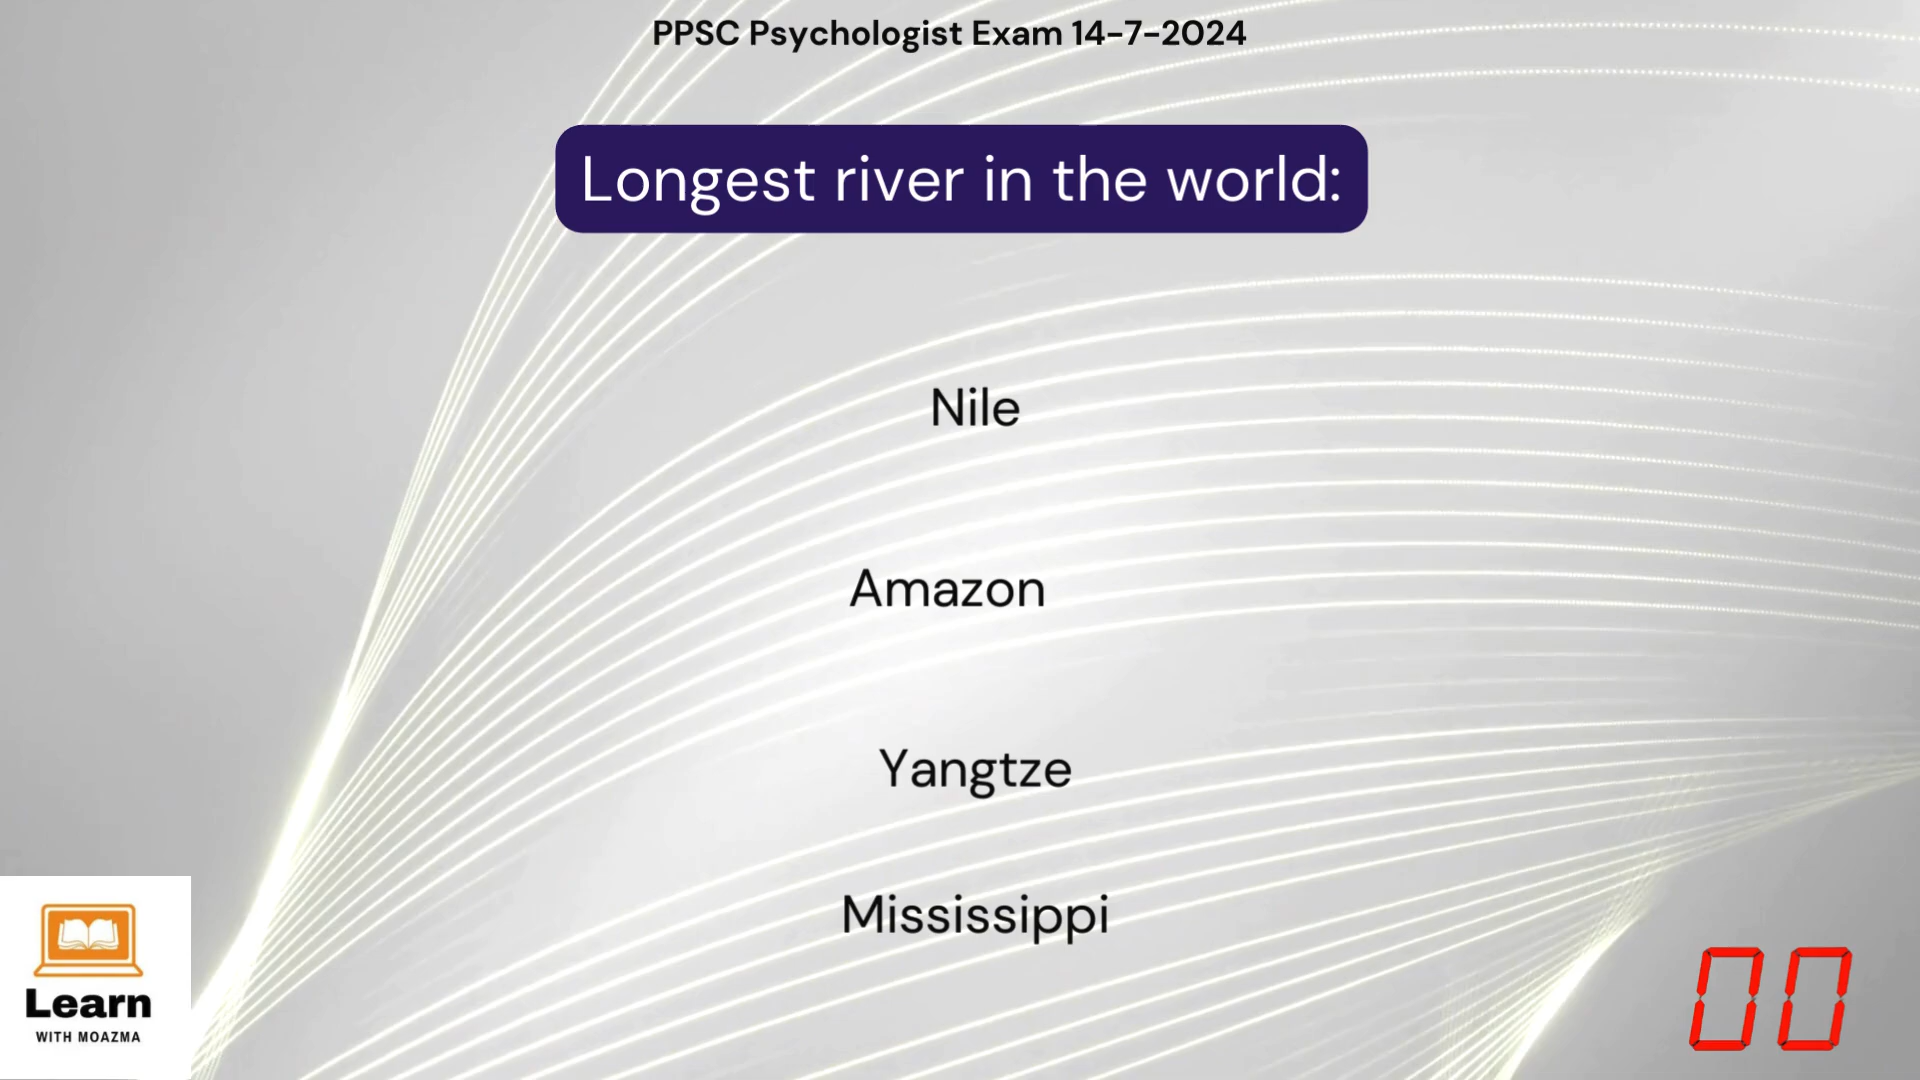 PPSC Psychologist Exam 14-7-2024
Longest river in the world:
Nile
Amazon
Yangtze
Mississippi
Learn
WITH MOAZMA
00